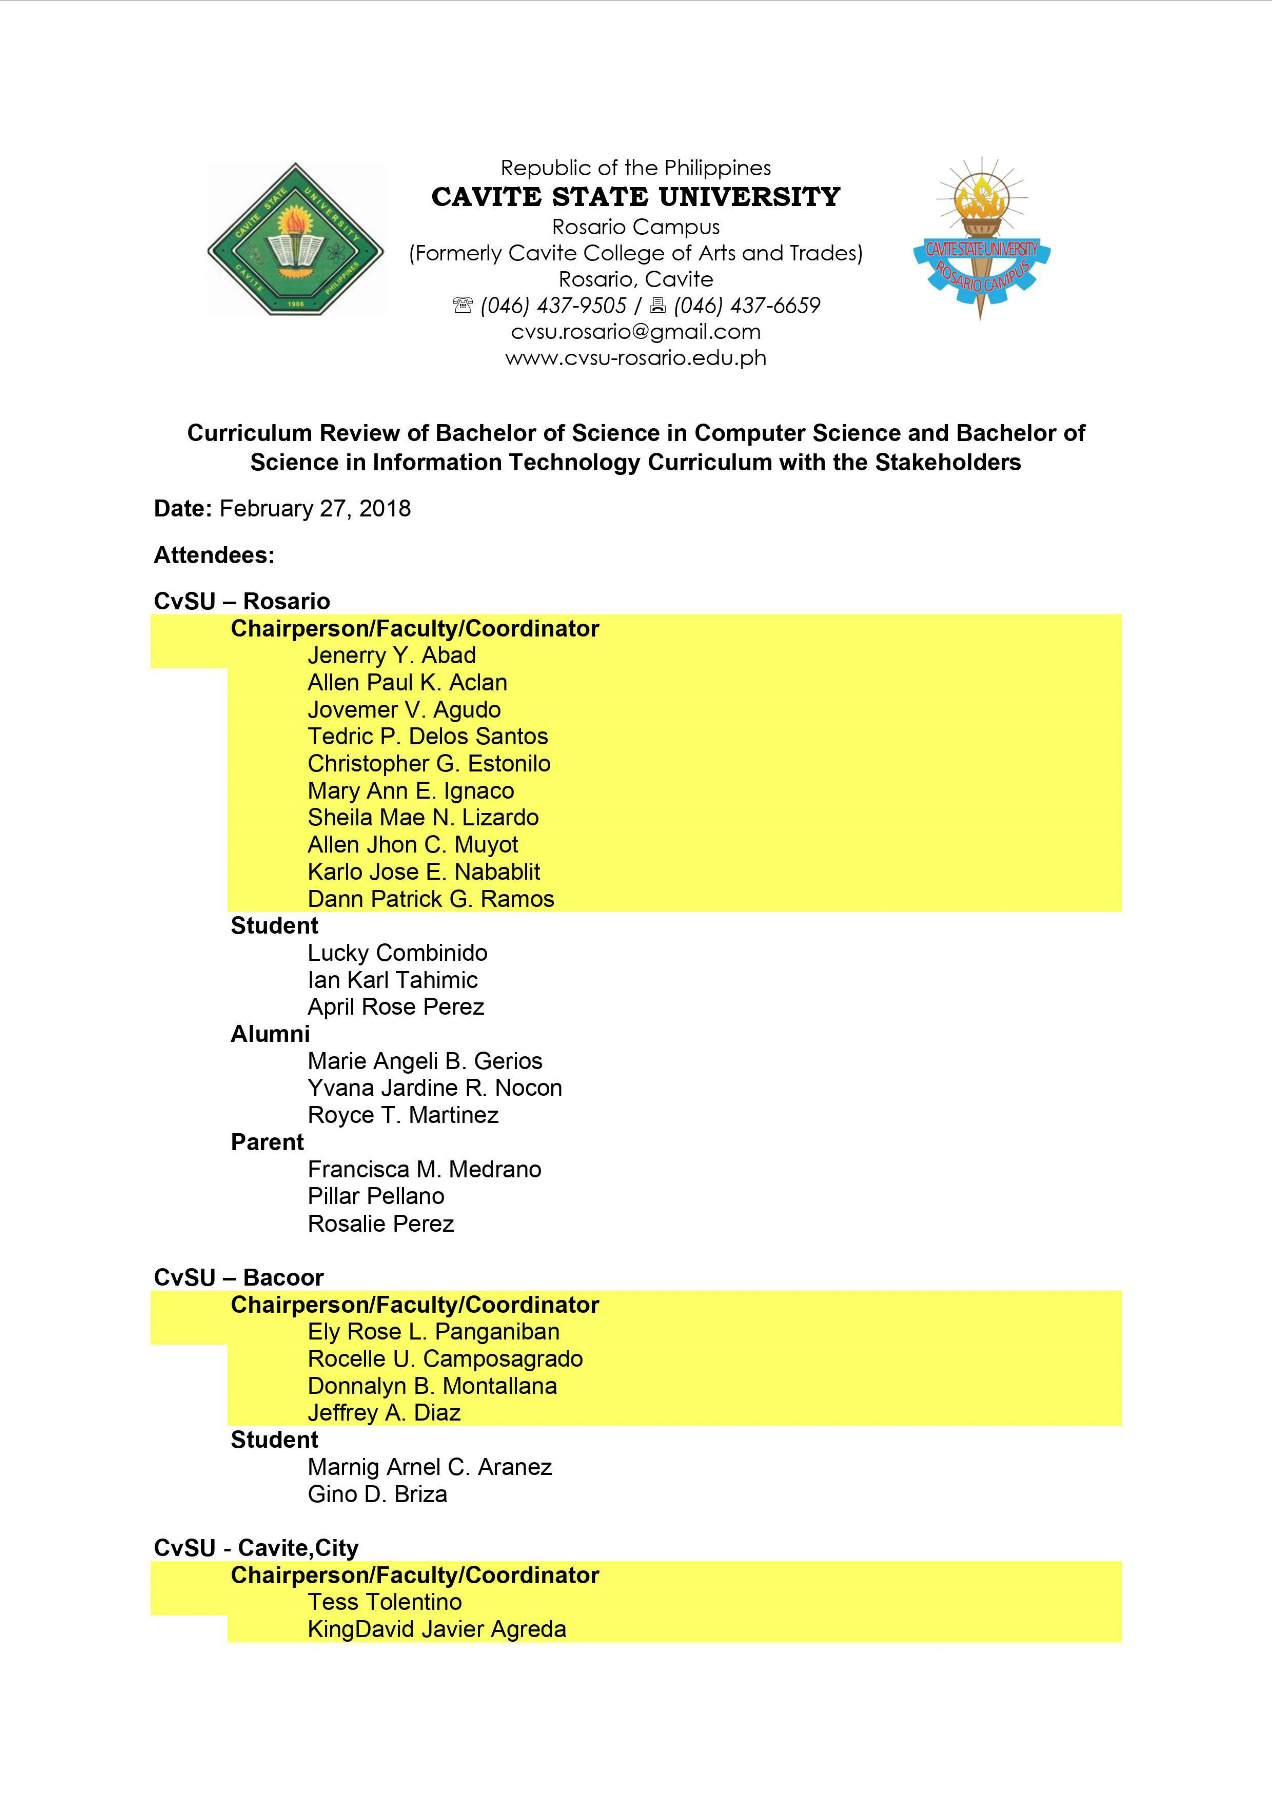 CAVITE STATE UNIVERSITY
CAVITE PHILIPPINES
1906
Republic of the Philippines
CAVITE STATE UNIVERSITY
Rosario Campus
(Formerly Cavite College of Arts and Trades)
Rosario, Cavite
☏ (046) 437-9505 / 🖷 (046) 437-6659
cvsu.rosario@gmail.com
www.cvsu-rosario.edu.ph
CvSU
CAVITE STATE UNIVERSITY
ROSARIO CAMPUS
Curriculum Review of Bachelor of Science in Computer Science and Bachelor of
Science in Information Technology Curriculum with the Stakeholders
Date: February 27, 2018
Attendees:
CvSU – Rosario
Chairperson/Faculty/Coordinator
Jenerry Y. Abad
Allen Paul K. Aclan
Jovemer V. Agudo
Tedric P. Delos Santos
Christopher G. Estonilo
Mary Ann E. Ignaco
Sheila Mae N. Lizardo
Allen Jhon C. Muyot
Karlo Jose E. Nabablit
Dann Patrick G. Ramos
Student
Lucky Combinido
Ian Karl Tahimic
April Rose Perez
Alumni
Marie Angeli B. Gerios
Yvana Jardine R. Nocon
Royce T. Martinez
Parent
Francisca M. Medrano
Pillar Pellano
Rosalie Perez
CvSU – Bacoor
Chairperson/Faculty/Coordinator
Ely Rose L. Panganiban
Rocelle U. Camposagrado
Donnalyn B. Montallana
Jeffrey A. Diaz
Student
Marnig Arnel C. Aranez
Gino D. Briza
CvSU - Cavite,City
Chairperson/Faculty/Coordinator
Tess Tolentino
KingDavid Javier Agreda